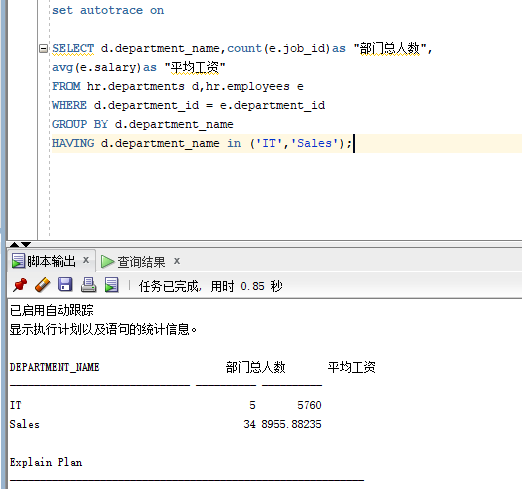 set autotrace on
SELECT d.department_name,count(e.job_id)as "部门总人数",
avg(e.salary)as "平均工资"
FROM hr.departments d,hr.employees e
WHERE d.department_id = e.department_id
GROUP BY d.department_name
HAVING d.department_name in ('IT','Sales');
脚本输出 x 查询结果 x
任务已完成, 用时 0.85 秒
已启用自动跟踪
显示执行计划以及语句的统计信息。
DEPARTMENT_NAME 部门总人数 平均工资
------------------------------ ---------- ----------
IT 5 5760
Sales 34 8955.88235
Explain Plan
-----------------------------------------------------------